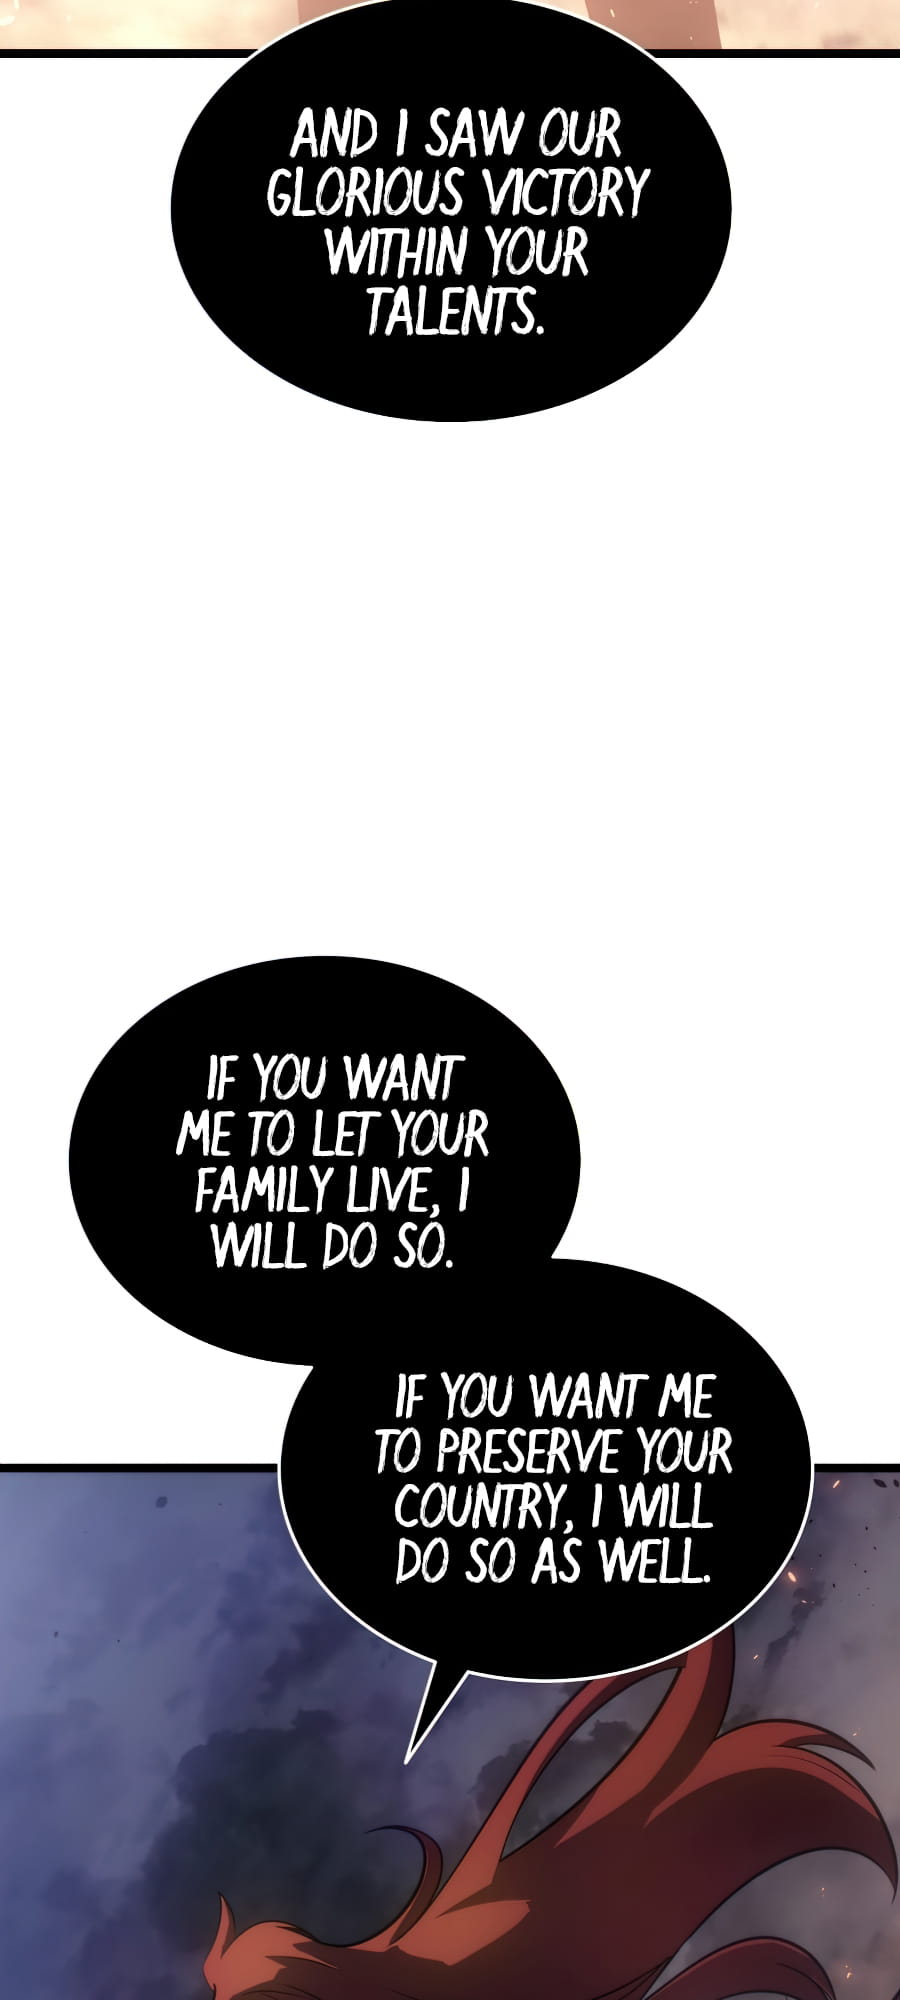 AND I SAW OUR
GLORIOUS VICTORY
WITHIN YOUR
TALENTS.
IF YOU WANT
ME TO LET YOUR
FAMILY LIVE, I
WILL DO SO.
IF YOU WANT ME
TO PRESERVE YOUR
COUNTRY, I WILL
DO SO AS WELL.